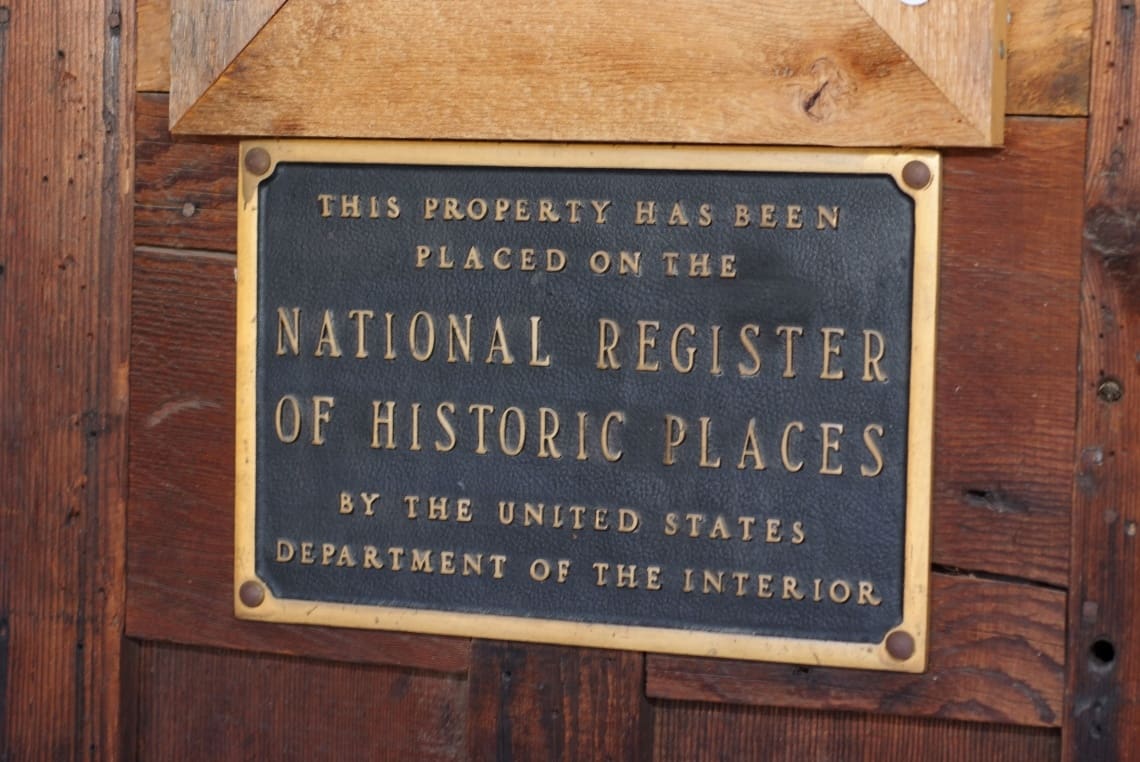 THIS PROPERTY HAS BEEN
PLACED ON THE
NATIONAL REGISTER
OF HISTORIC PLACES
BY THE UNITED STATES
DEPARTMENT OF THE INTERIOR